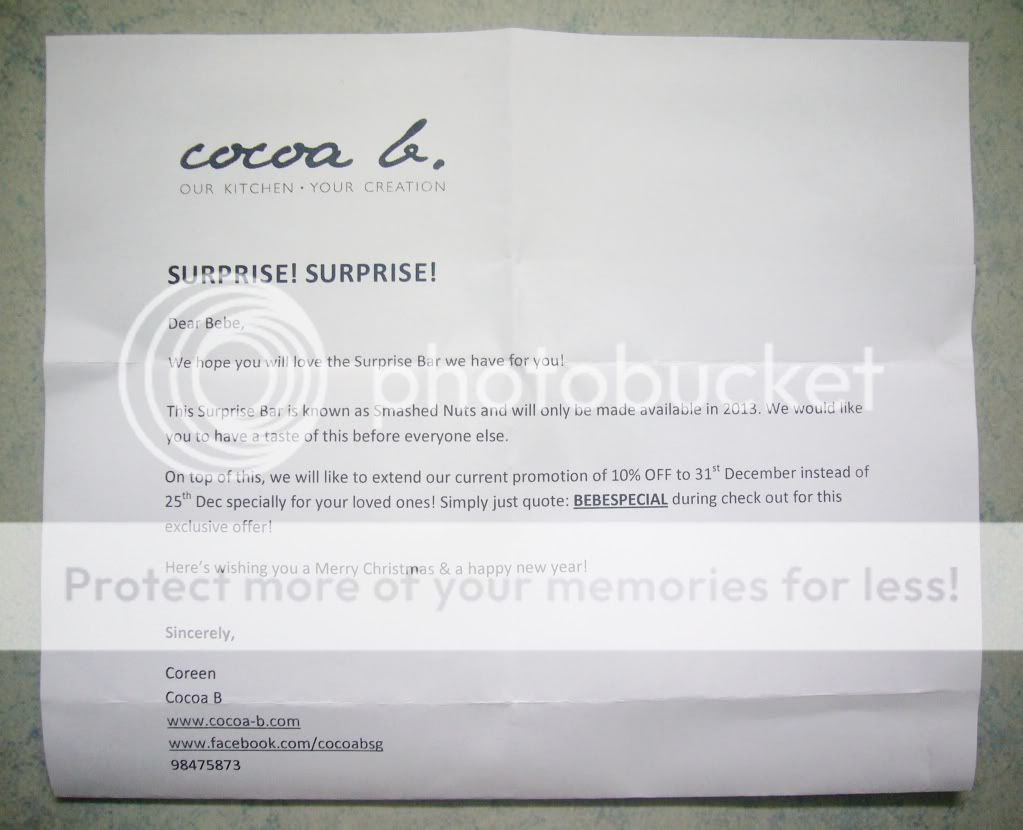 cocoa b.
OUR KITCHEN • YOUR CREATION
SURPRISE! SURPRISE!
Dear Bebe,
We hope you will love the Surprise Bar we have for you!
This Surprise Bar is known as Smashed Nuts and will only be made available in 2013. We would like
you to have a taste of this before everyone else.
On top of this, we will like to extend our current promotion of 10% OFF to 31st December instead of
25th Dec specially for your loved ones! Simply just quote: BEBESPECIAL during check out for this
exclusive offer!
Here's wishing you a Merry Christmas & a happy new year!
Sincerely,
Coreen
Cocoa B
www.cocoa-b.com
www.facebook.com/cocoabsg
98475873
photobucket
Protect more of your memories for less!